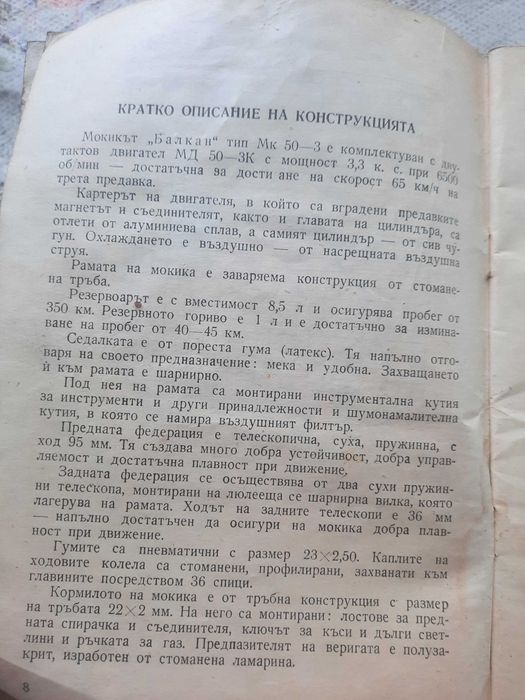 КРАТКО ОПИСАНИЕ НА КОНСТРУКЦИЯТА
Мокикът „Балкан“ тип Мк 50—3 е комплектуван с дву-
тактов двигател МД 50—3К с мощност 3,3 к. с. при 6500
об/мин — достатъчна за достигане на скорост 65 км/ч на
трета предавка.
Картерът на двигателя, в който са вградени предавките
магнетът и съединителят, както и главата на цилиндъра, са
отлети от алуминиева сплав, а самият цилиндър — от сив чу-
гун. Охлаждането е въздушно — от насрещната въздушна
струя.
Рамата на мокика е заваряема конструкция от стомане-
на тръба.
Резервоарът е с вместимост 8,5 л и осигурява пробег от
350 км. Резервното гориво е 1 л и е достатъчно за измина-
ване на пробег от 40—45 км.
Седалката е от пореста гума (латекс). Тя напълно отго-
варя на своето предназначение: мека и удобна. Захващането
ѝ към рамата е шарнирно.
Под нея на рамата са монтирани инструментална кутия
за инструменти и други принадлежности и шумонамалителна
кутия, в която се намира въздушният филтър.
Предната федерация е телескопична, суха, пружинна, с
ход 95 мм. Тя създава много добра устойчивост, добра управ-
ляемост и достатъчна плавност при движение.
Задната федерация се осъществява от два сухи пружин-
ни телескопа, монтирани на люлееща се шарнирна вилка, която
лагерува на рамата. Ходът на задните телескопи е 36 мм
— напълно достатъчен да осигури на мокика добра плав-
ност при движение.
Гумите са пневматични с размер 23×2,50. Каплите на
ходовите колела са стоманени, профилирани, захванати към
главините посредством 36 спици.
Кормилото на мокика е от тръбна конструкция с размер
на тръбата 22×2 мм. На него са монтирани: лостове за пред-
ната спирачка и съединителя, ключът за къси и дълги свет-
лини и ръчката за газ. Предпазителят на веригата е полуза-
крит, изработен от стоманена ламарина.
8